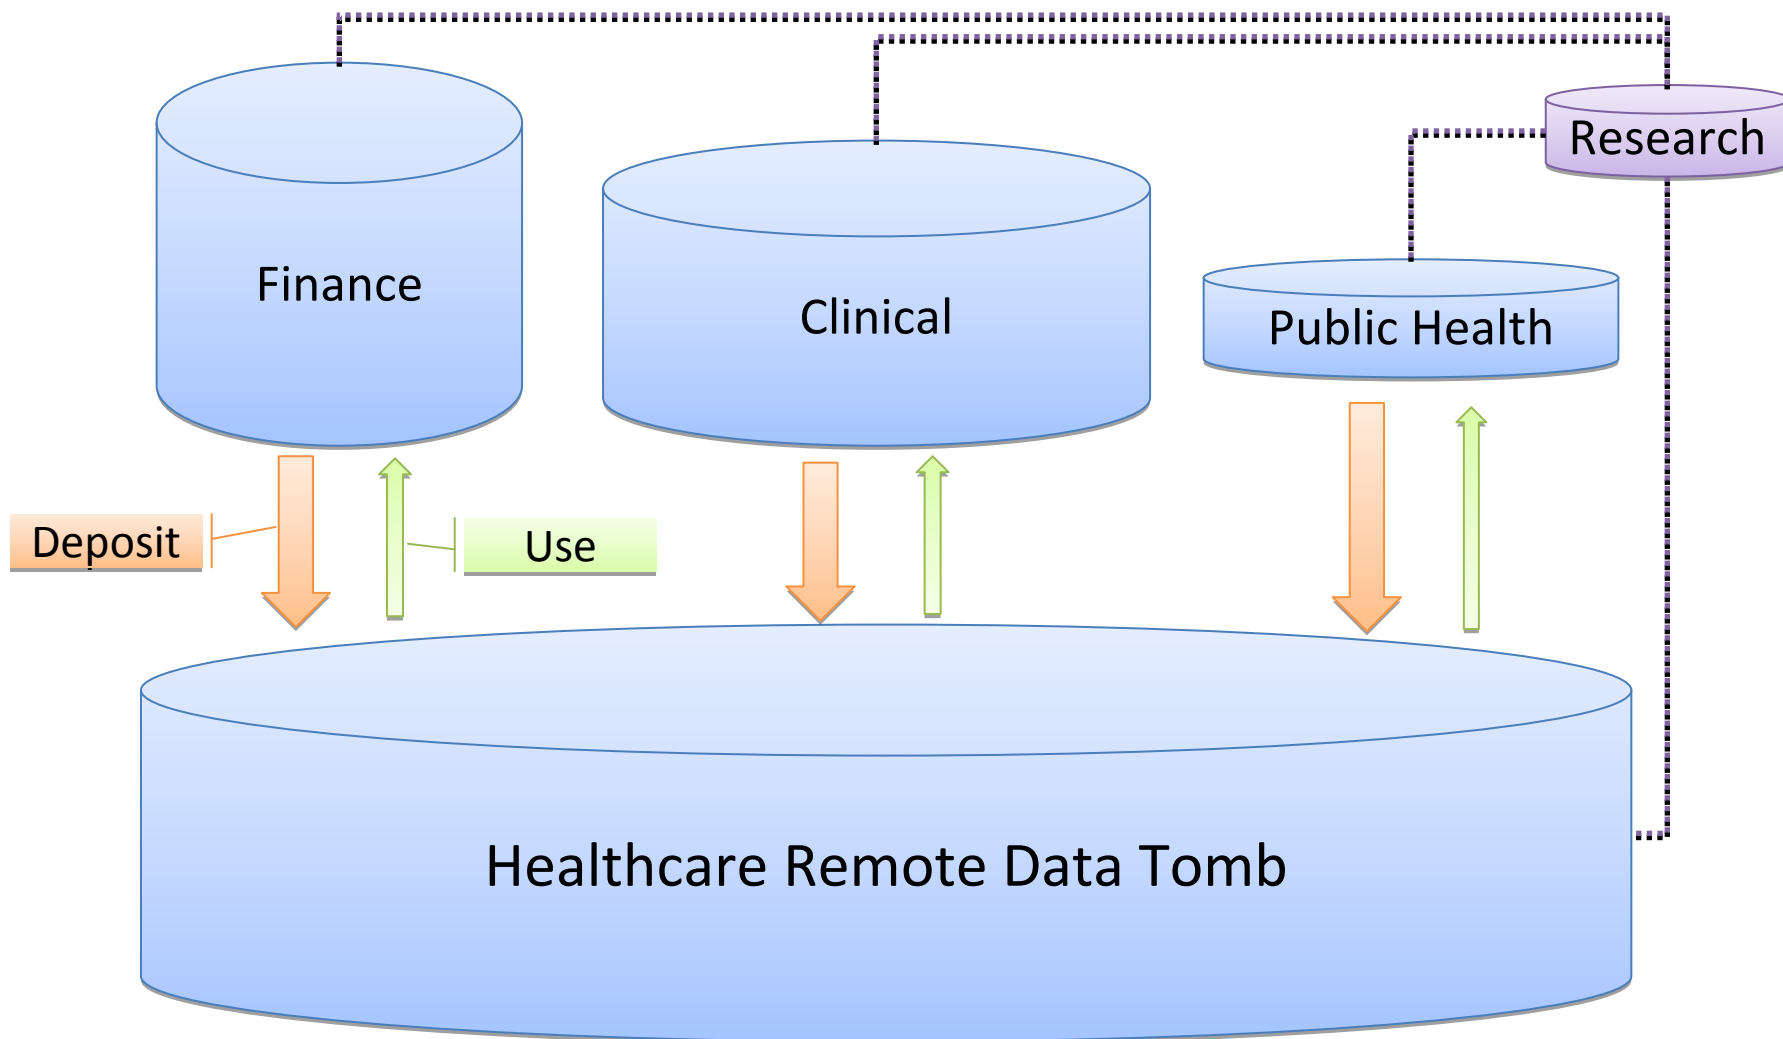 Research
Finance
Clinical
Public Health
Deposit
Use
Healthcare Remote Data Tomb